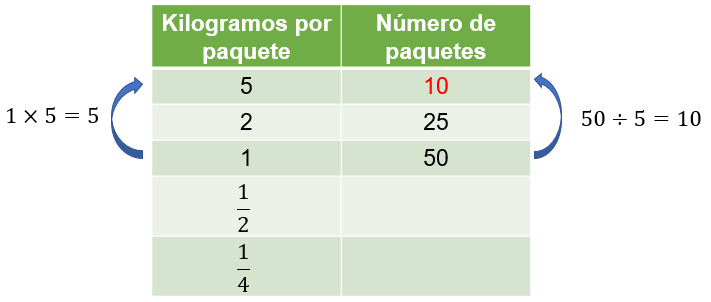 Kilogramos por
paquete
Número de
paquetes
5 10
1 × 5 = 5
2 25
50 ÷ 5 = 10
1 50
1/2
1/4